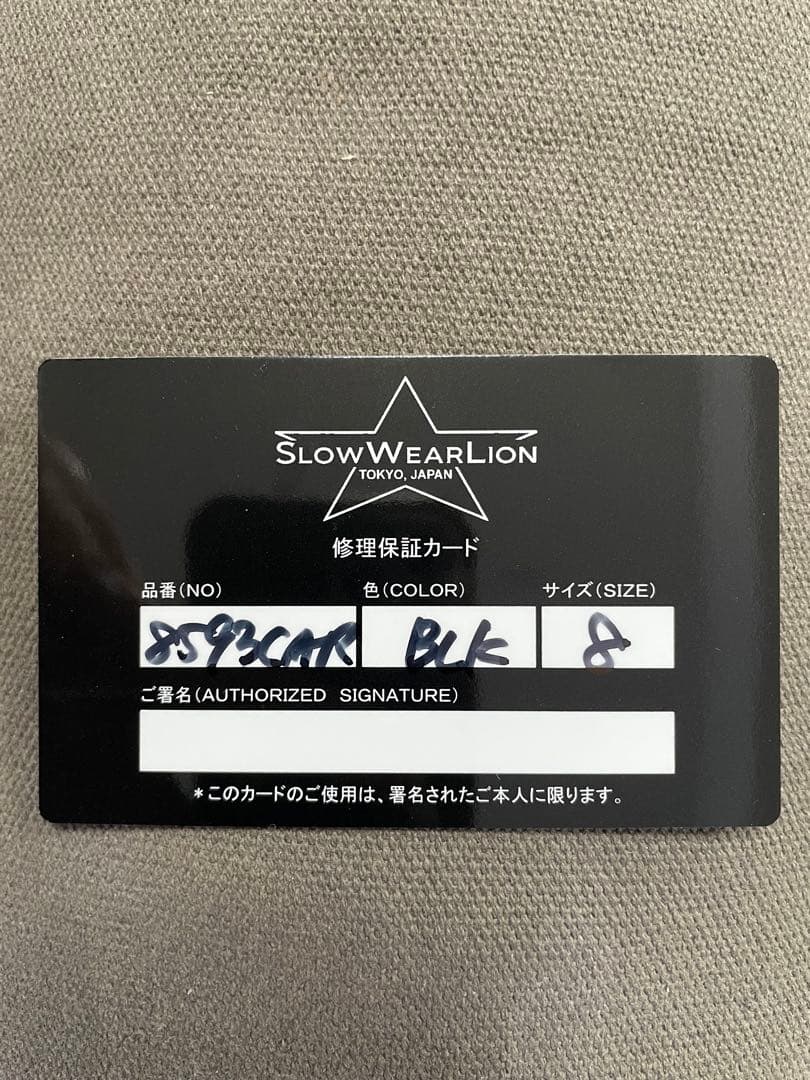 SLOWWEARLION
TOKYO, JAPAN
修理保証カード
品番(NO) 色(COLOR) サイズ(SIZE)
BLK 8
ご署名(AUTHORIZED SIGNATURE)
*このカードのご使用は、署名されたご本人に限ります。